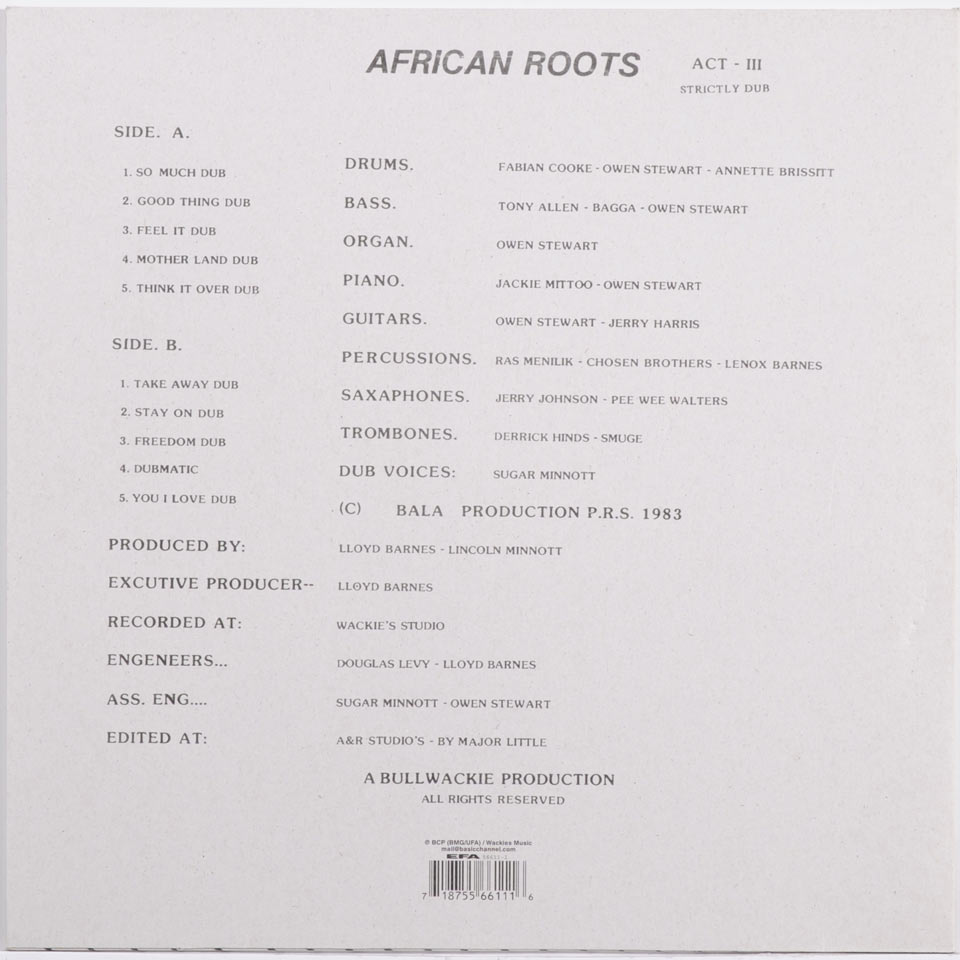 AFRICAN ROOTS ACT - III
STRICTLY DUB
SIDE. A.
1. SO MUCH DUB
2. GOOD THING DUB
3. FEEL IT DUB
4. MOTHER LAND DUB
5. THINK IT OVER DUB
SIDE. B.
1. TAKE AWAY DUB
2. STAY ON DUB
3. FREEDOM DUB
4. DUBMATIC
5. YOU I LOVE DUB
DRUMS. FABIAN COOKE - OWEN STEWART - ANNETTE BRISSITT
BASS. TONY ALLEN - BAGGA - OWEN STEWART
ORGAN. OWEN STEWART
PIANO. JACKIE MITTOO - OWEN STEWART
GUITARS. OWEN STEWART - JERRY HARRIS
PERCUSSIONS. RAS MENILIK - CHOSEN BROTHERS - LENOX BARNES
SAXAPHONES. JERRY JOHNSON - PEE WEE WALTERS
TROMBONES. DERRICK HINDS - SMUGE
DUB VOICES: SUGAR MINNOTT
(C) BALA PRODUCTION P.R.S. 1983
PRODUCED BY: LLOYD BARNES - LINCOLN MINNOTT
EXCUTIVE PRODUCER-- LLOYD BARNES
RECORDED AT: WACKIE'S STUDIO
ENGENEERS... DOUGLAS LEVY - LLOYD BARNES
ASS. ENG.... SUGAR MINNOTT - OWEN STEWART
EDITED AT: A&R STUDIO'S - BY MAJOR LITTLE
A BULLWACKIE PRODUCTION
ALL RIGHTS RESERVED
℗ BCP (BMG/UFA) / Wackies Music
mail@basicchannel.com
EFA
7 18755 66111 6